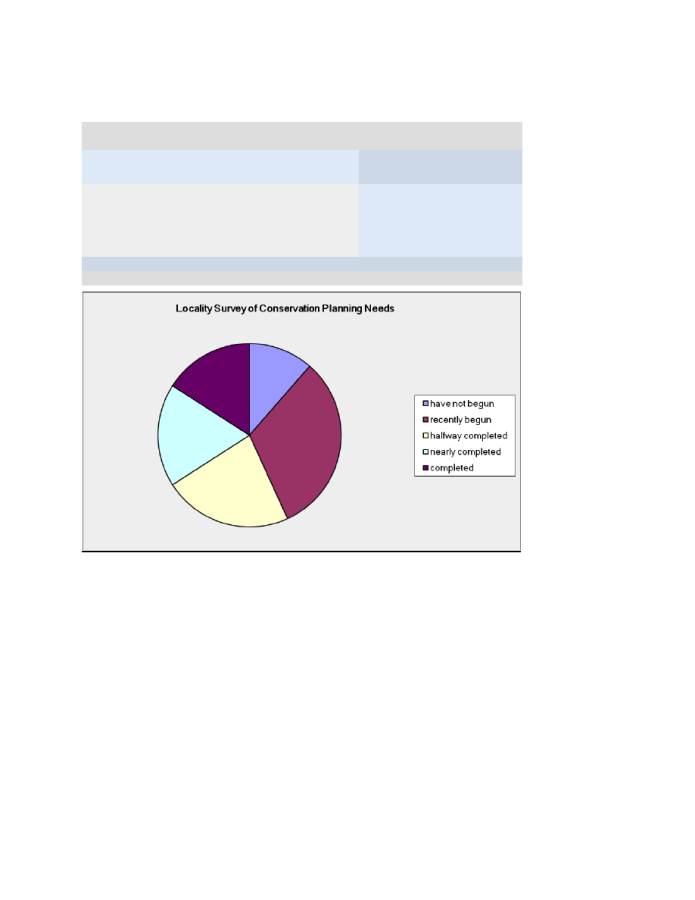 Locality Survey of Conservation Planning Needs
have not begun
recently begun
halfway completed
nearly completed
completed